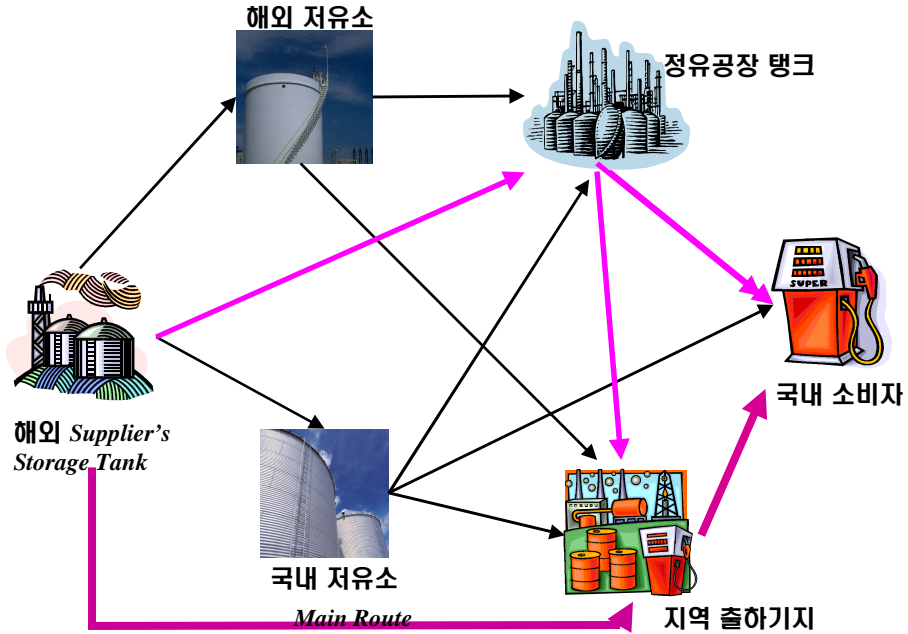 해외 저유소
정유공장 탱크
SUPER
국내 소비자
해외 Supplier's
Storage Tank
국내 저유소
Main Route
지역 출하기지